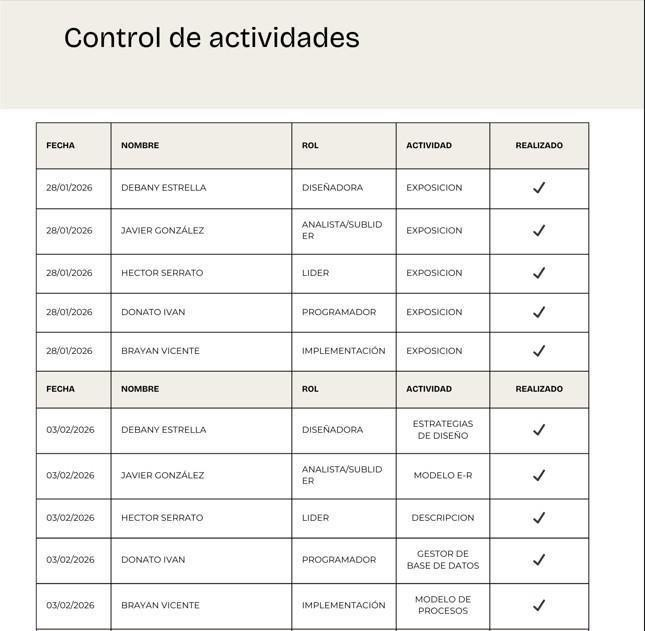 Control de actividades
FECHA NOMBRE ROL ACTIVIDAD REALIZADO
28/01/2026 DEBANY ESTRELLA DISEÑADORA EXPOSICION ✓
28/01/2026 JAVIER GONZÁLEZ ANALISTA/SUBLID
ER EXPOSICION ✓
28/01/2026 HECTOR SERRATO LIDER EXPOSICION ✓
28/01/2026 DONATO IVAN PROGRAMADOR EXPOSICION ✓
28/01/2026 BRAYAN VICENTE IMPLEMENTACIÓN EXPOSICION ✓
FECHA NOMBRE ROL ACTIVIDAD REALIZADO
03/02/2026 DEBANY ESTRELLA DISEÑADORA ESTRATEGIAS
DE DISEÑO ✓
03/02/2026 JAVIER GONZÁLEZ ANALISTA/SUBLID
ER MODELO E-R ✓
03/02/2026 HECTOR SERRATO LIDER DESCRIPCION ✓
03/02/2026 DONATO IVAN PROGRAMADOR GESTOR DE
BASE DE DATOS ✓
03/02/2026 BRAYAN VICENTE IMPLEMENTACIÓN MODELO DE
PROCESOS ✓